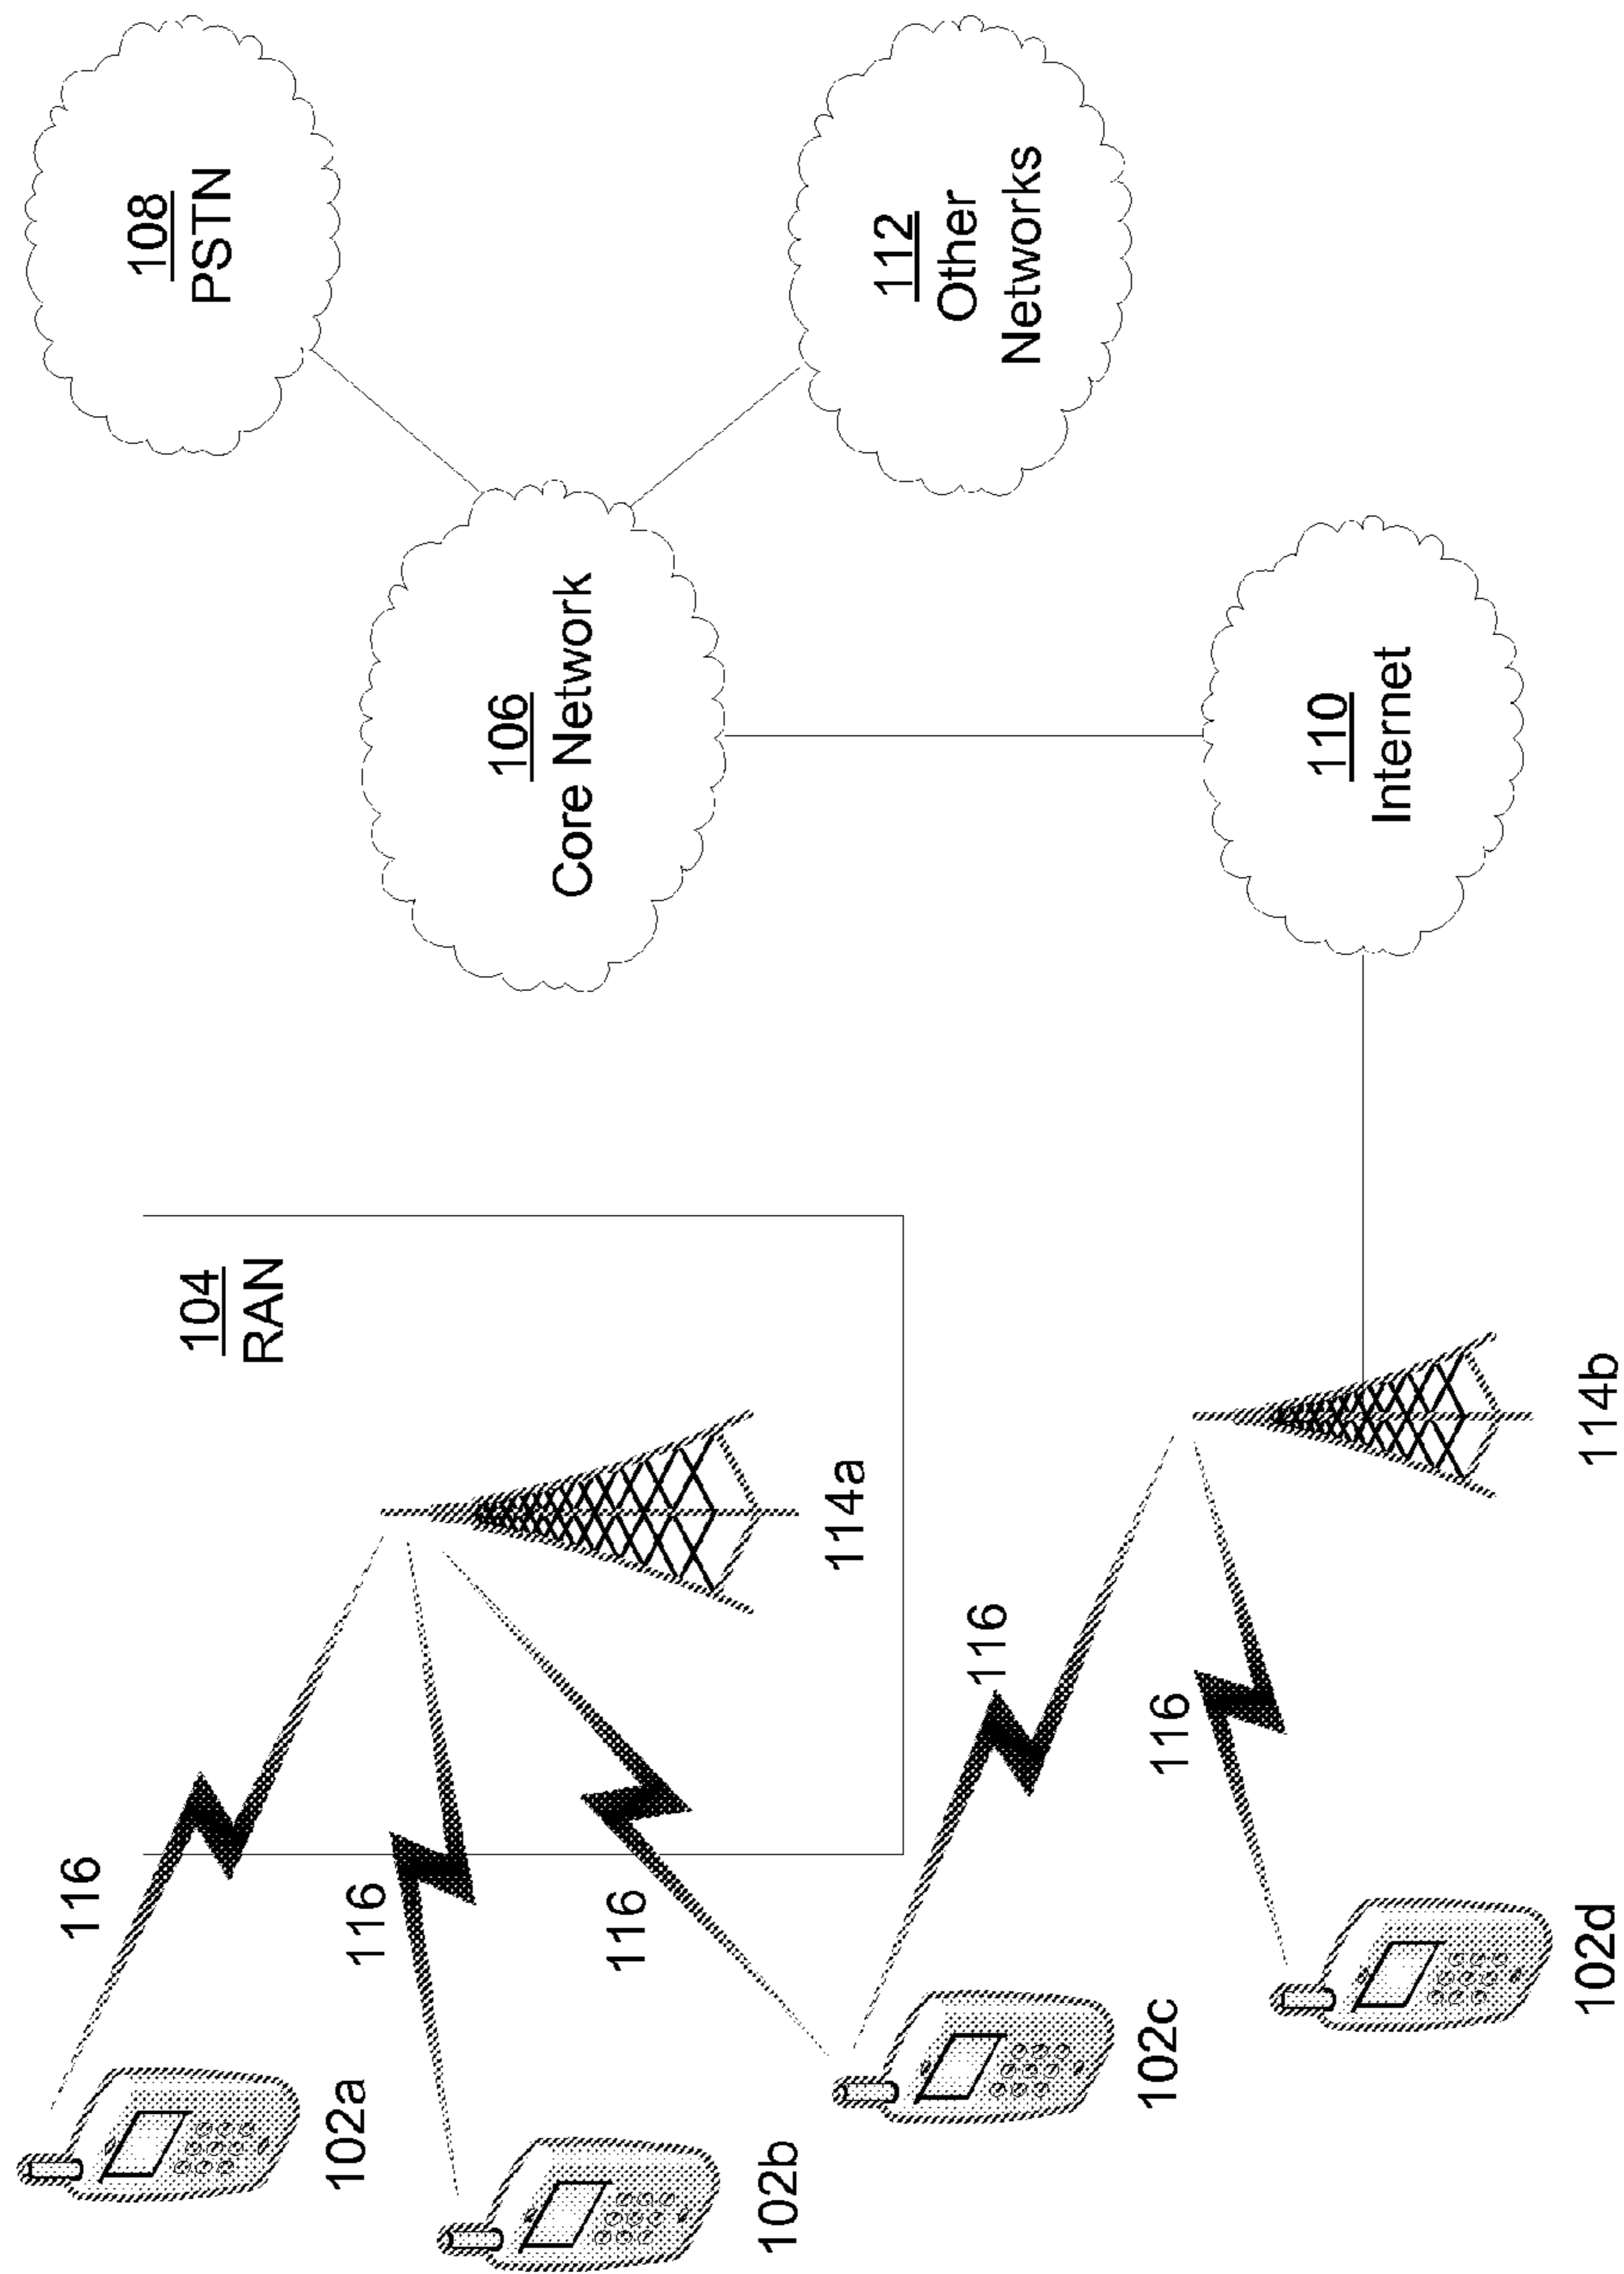 102a
116
104
RAN
108
PSTN
102b
116
114a
106
Core Network
116
112
Other
Networks
102c
116
116
110
Internet
102d
114b